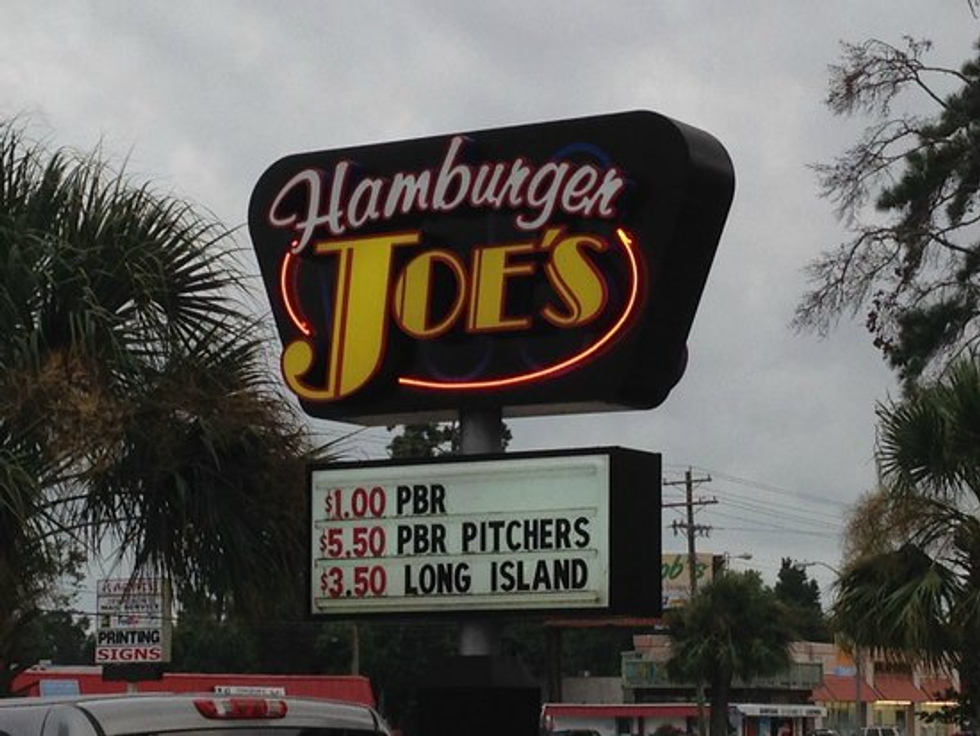 Hamburger
JOE'S
$1.00 PBR
$5.50 PBR PITCHERS
$3.50 LONG ISLAND
PRINTING
SIGNS